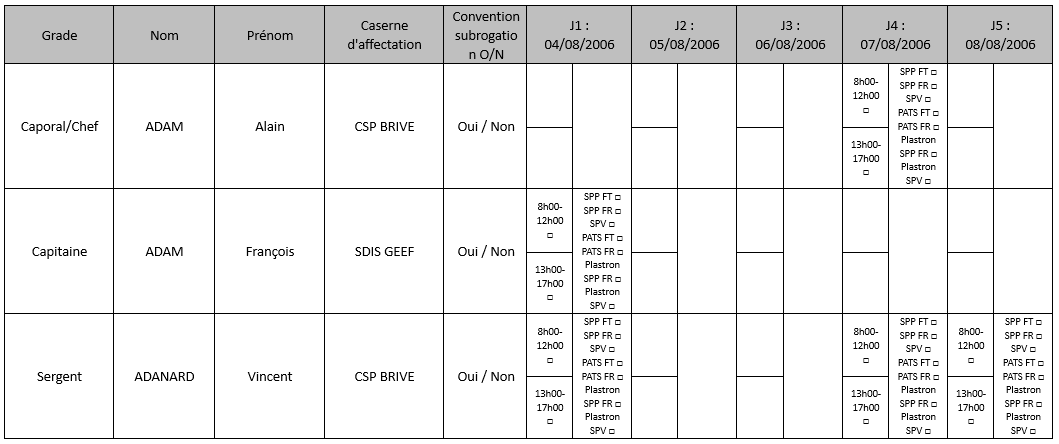 Grade
Nom
Prénom
Caserne
d'affectation
Convention
subrogatio
n O/N
J1 :
04/08/2006
J2 :
05/08/2006
J3 :
06/08/2006
J4 :
07/08/2006
J5 :
08/08/2006
Caporal/Chef
ADAM
Alain
CSP BRIVE
Oui / Non
8h00-
12h00
□
13h00-
17h00
□
SPP FT □
SPP FR □
SPV □
PATS FT □
PATS FR □
Plastron
SPP FR □
Plastron
SPV □
Capitaine
ADAM
François
SDIS GEEF
Oui / Non
8h00-
12h00
□
13h00-
17h00
□
SPP FT □
SPP FR □
SPV □
PATS FT □
PATS FR □
Plastron
SPP FR □
Plastron
SPV □
Sergent
ADANARD
Vincent
CSP BRIVE
Oui / Non
8h00-
12h00
□
13h00-
17h00
□
SPP FT □
SPP FR □
SPV □
PATS FT □
PATS FR □
Plastron
SPP FR □
Plastron
SPV □
8h00-
12h00
□
13h00-
17h00
□
SPP FT □
SPP FR □
SPV □
PATS FT □
PATS FR □
Plastron
SPP FR □
Plastron
SPV □
8h00-
12h00
□
13h00-
17h00
□
SPP FT □
SPP FR □
SPV □
PATS FT □
PATS FR □
Plastron
SPP FR □
Plastron
SPV □